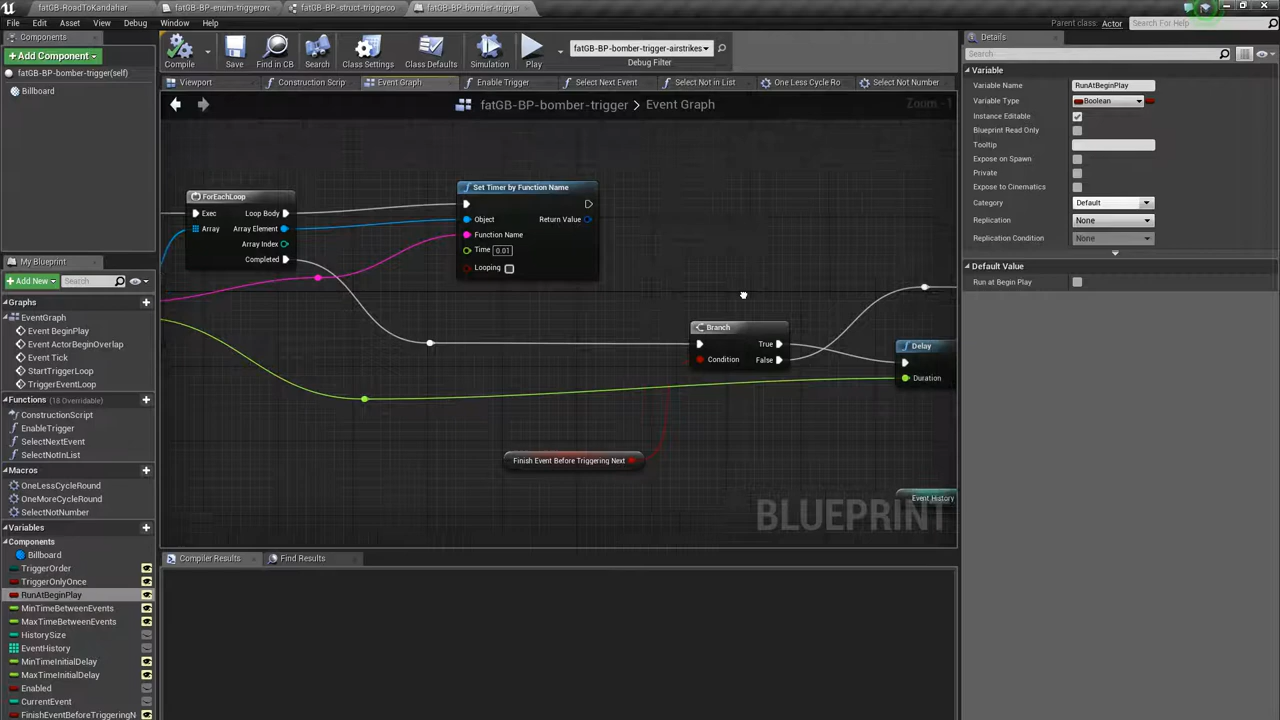 fatGB-RoadToKandahar
fatGB-BP-enum-triggeror
fatGB-BP-struct-triggerco
fatGB-BP-bomber-trigger
File Edit Asset View Debug Window Help
Parent class: Actor
Search For Help
Components
Details
+ Add Component
Compile Save Find in CB Search Class Settings Class Defaults Simulation Play
fatGB-BP-bomber-trigger-airstrikes
Debug Filter
Search
fatGB-BP-bomber-trigger(self)
Billboard
Viewport
Construction Scrip
Event Graph
Enable Trigger
Select Next Event
Select Not in List
One Less Cycle Ro
Select Not Number
fatGB-BP-bomber-trigger > Event Graph
Zoom -1
Variable
Variable Name RunAtBeginPlay
Variable Type Boolean
Instance Editable
Blueprint Read Only
Tooltip
Expose on Spawn
Private
Expose to Cinematics
Category Default
Replication None
Replication Condition None
Default Value
Run at Begin Play
ForEachLoop
Exec Loop Body
Array Array Element
Array Index
Completed
Set Timer by Function Name
Object Return Value
Function Name
Time 0.01
Looping
Branch
True
Condition False
Delay
Duration
Finish Event Before Triggering Next
Event History
BLUEPRINT
My Blueprint
+ Add New Search
Graphs
EventGraph
Event BeginPlay
Event ActorBeginOverlap
Event Tick
StartTriggerLoop
TriggerEventLoop
Functions (18 Overridable)
ConstructionScript
EnableTrigger
SelectNextEvent
SelectNotInList
Macros
OneLessCycleRound
OneMoreCycleRound
SelectNotNumber
Variables
Components
Billboard
TriggerOrder
TriggerOnlyOnce
RunAtBeginPlay
MinTimeBetweenEvents
MaxTimeBetweenEvents
HistorySize
EventHistory
MinTimeInitialDelay
MaxTimeInitialDelay
Enabled
CurrentEvent
FinishEventBeforeTriggeringN
Compiler Results
Find Results